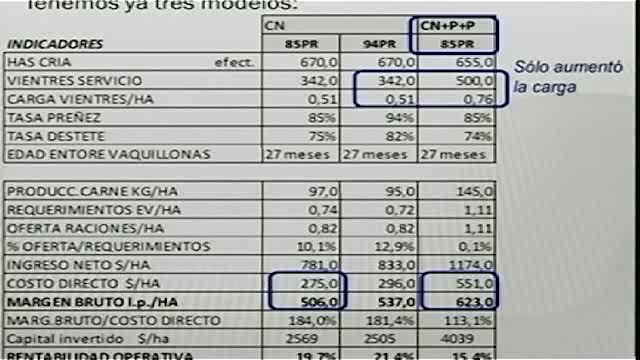 Tenemos ya tres modelos:
CN CN+P+P
INDICADORES 85PR 94PR 85PR
HAS CRIA efect. 670,0 670,0 655,0
VIENTRES SERVICIO 342,0 342,0 500,0
CARGA VIENTRES/HA 0,51 0,51 0,76
TASA PREÑEZ 85% 94% 85%
TASA DESTETE 75% 82% 74%
EDAD ENTORE VAQUILLONAS 27 meses 27 meses 27 meses
Sólo aumentó
la carga
PRODUCC.CARNE KG/HA 97,0 95,0 145,0
REQUERIMIENTOS EV/HA 0,74 0,72 1,11
OFERTA RACIONES/HA 0,82 0,82 1,11
% OFERTA/REQUERIMIENTOS 10,1% 12,9% 0,1%
INGRESO NETO $/HA 781,0 833,0 1174,0
COSTO DIRECTO $/HA 275,0 296,0 551,0
MARGEN BRUTO I.p./HA 506,0 537,0 623,0
MARG.BRUTO/COSTO DIRECTO 184,0% 181,4% 113,1%
Capital invertido $/ha 2569 2505 4039
RENTABILIDAD OPERATIVA 19,7% 21,4% 15,4%